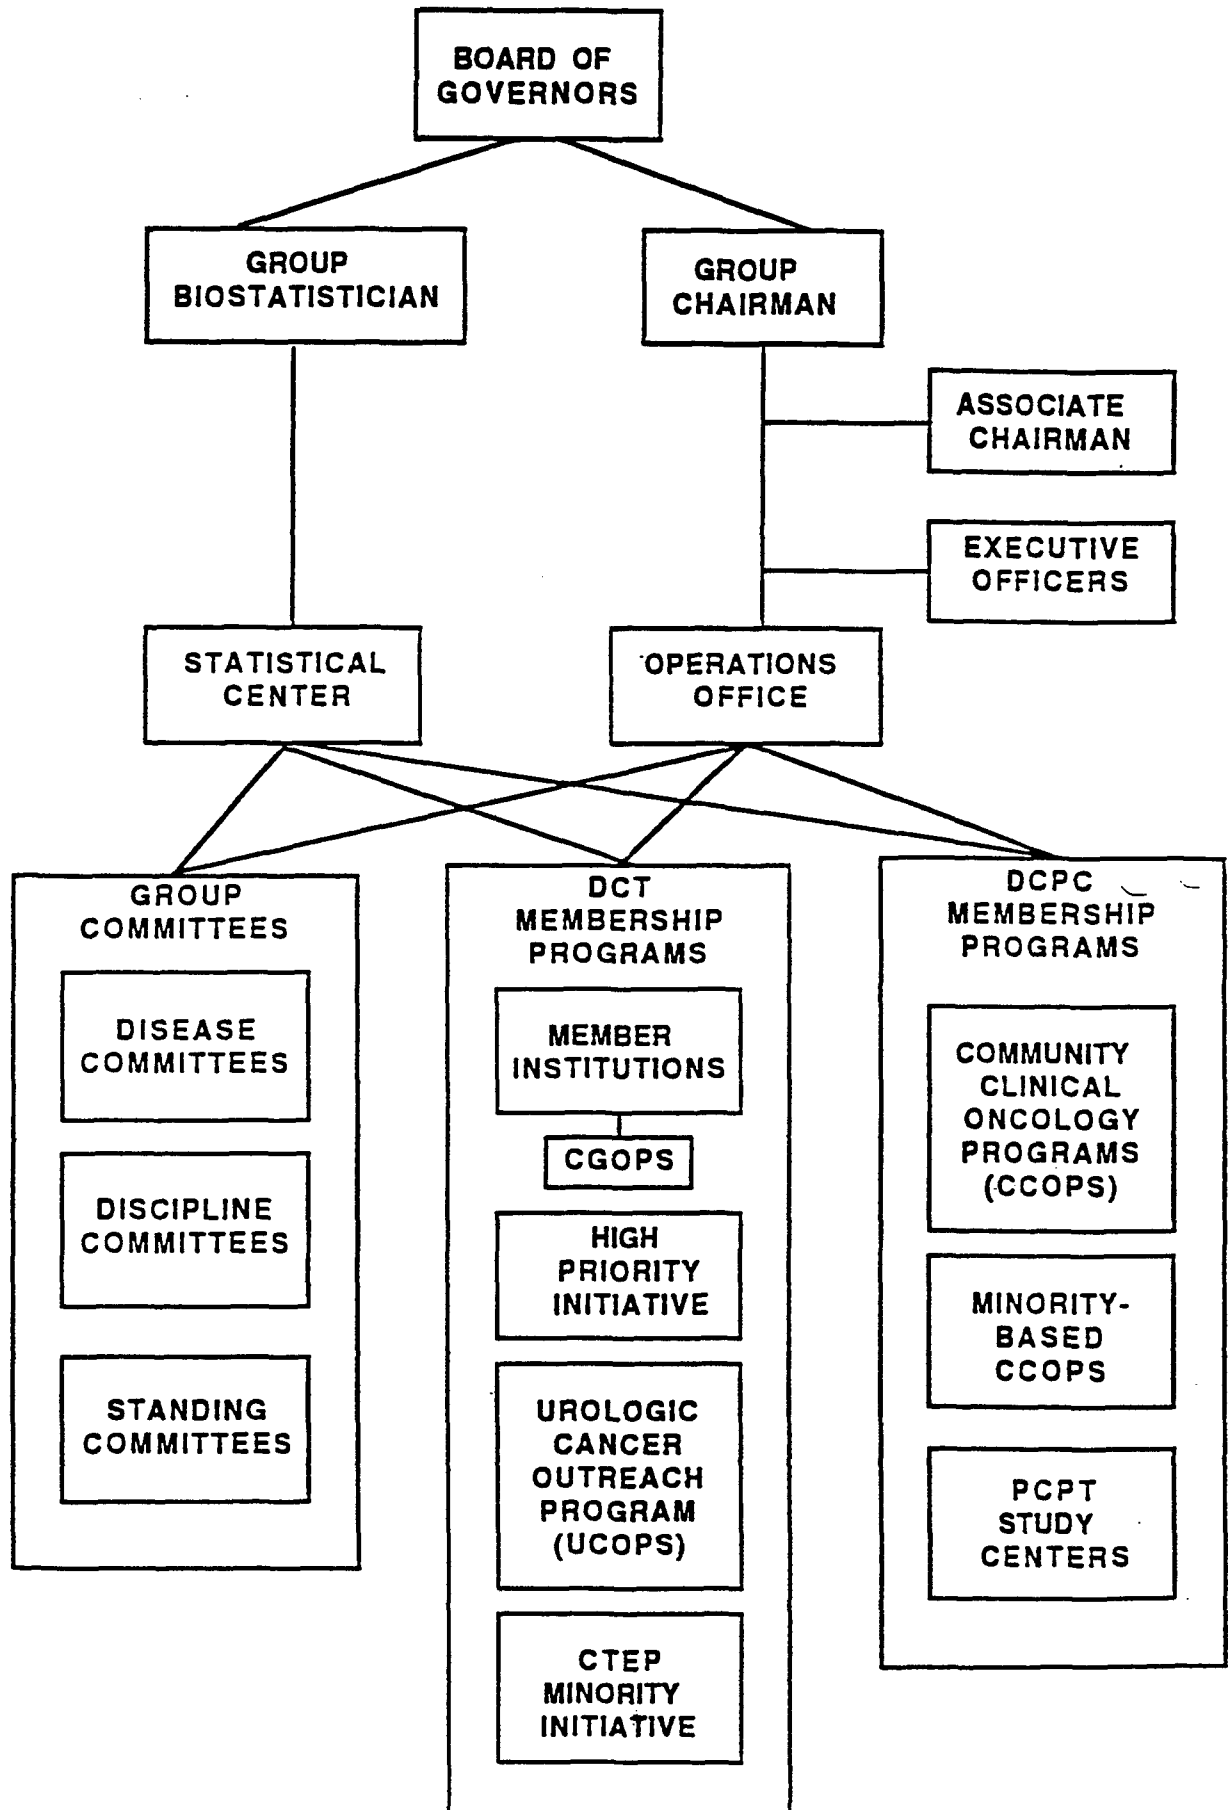 BOARD OF
GOVERNORS
GROUP
BIOSTATISTICIAN
GROUP
CHAIRMAN
ASSOCIATE
CHAIRMAN
EXECUTIVE
OFFICERS
STATISTICAL
CENTER
OPERATIONS
OFFICE
GROUP
COMMITTEES
DISEASE
COMMITTEES
DISCIPLINE
COMMITTEES
STANDING
COMMITTEES
DCT
MEMBERSHIP
PROGRAMS
MEMBER
INSTITUTIONS
CGOPS
HIGH
PRIORITY
INITIATIVE
UROLOGIC
CANCER
OUTREACH
PROGRAM
(UCOPS)
CTEP
MINORITY
INITIATIVE
DCPC
MEMBERSHIP
PROGRAMS
COMMUNITY
CLINICAL
ONCOLOGY
PROGRAMS
(CCOPS)
MINORITY-
BASED
CCOPS
PCPT
STUDY
CENTERS